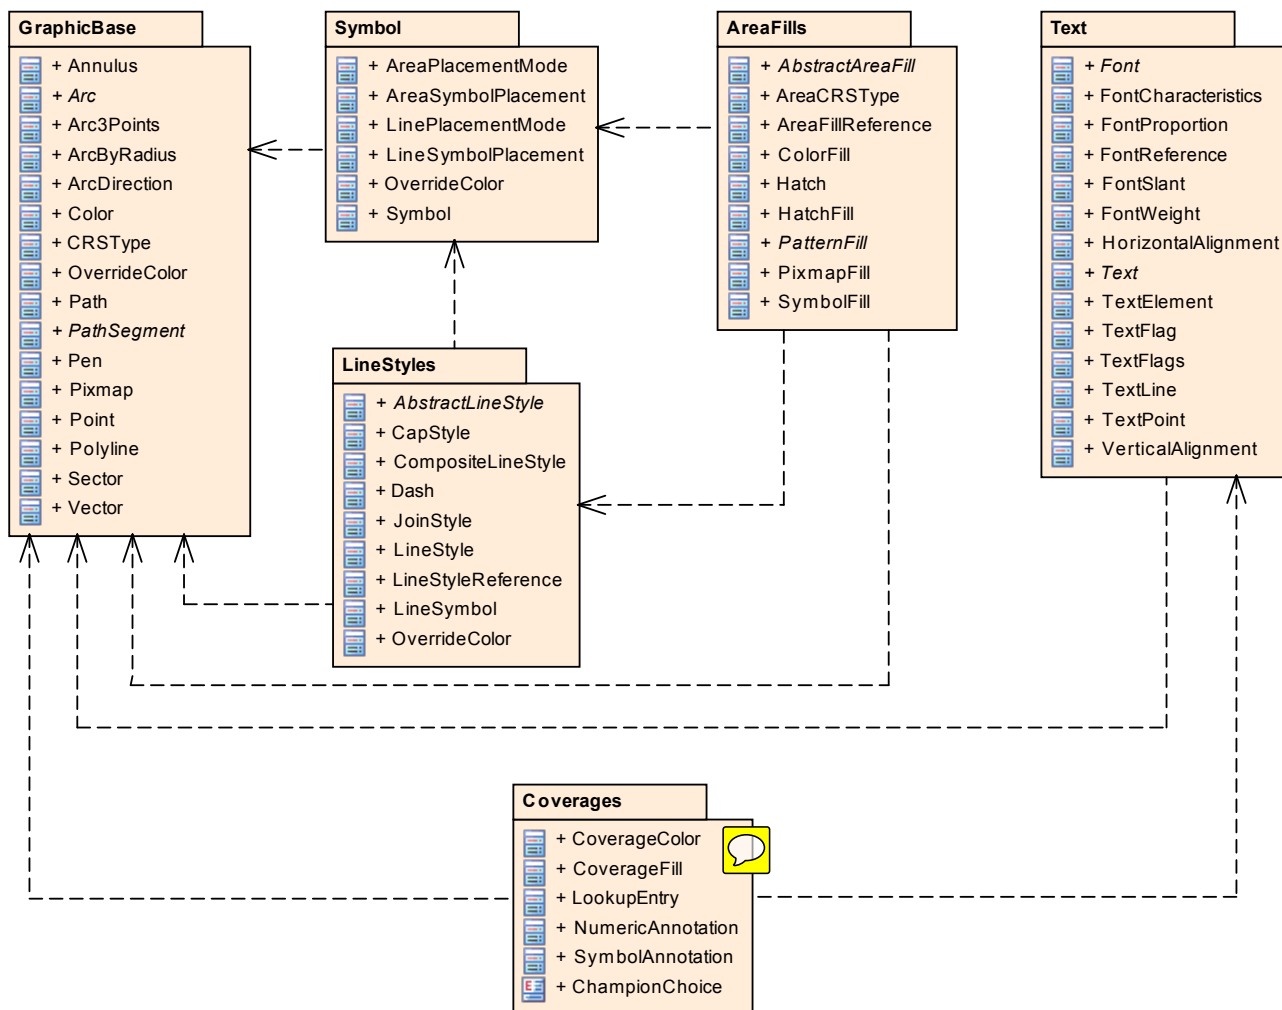 GraphicBase
+ Annulus
+ Arc
+ Arc3Points
+ ArcByRadius
+ ArcDirection
+ Color
+ CRSType
+ OverrideColor
+ Path
+ PathSegment
+ Pen
+ Pixmap
+ Point
+ Polyline
+ Sector
+ Vector
Symbol
+ AreaPlacementMode
+ AreaSymbolPlacement
+ LinePlacementMode
+ LineSymbolPlacement
+ OverrideColor
+ Symbol
AreaFills
+ AbstractAreaFill
+ AreaCRSType
+ AreaFillReference
+ ColorFill
+ Hatch
+ HatchFill
+ PatternFill
+ PixmapFill
+ SymbolFill
Text
+ Font
+ FontCharacteristics
+ FontProportion
+ FontReference
+ FontSlant
+ FontWeight
+ HorizontalAlignment
+ Text
+ TextElement
+ TextFlag
+ TextFlags
+ TextLine
+ TextPoint
+ VerticalAlignment
LineStyles
+ AbstractLineStyle
+ CapStyle
+ CompositeLineStyle
+ Dash
+ JoinStyle
+ LineStyle
+ LineStyleReference
+ LineSymbol
+ OverrideColor
Coverages
+ CoverageColor
+ CoverageFill
+ LookupEntry
+ NumericAnnotation
+ SymbolAnnotation
E + ChampionChoice